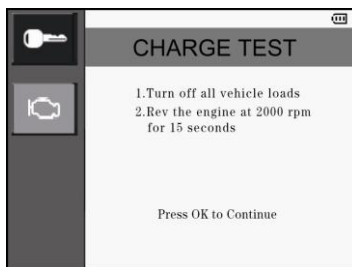 CHARGE TEST
1.Turn off all vehicle loads
2.Rev the engine at 2000 rpm
for 15 seconds
Press OK to Continue